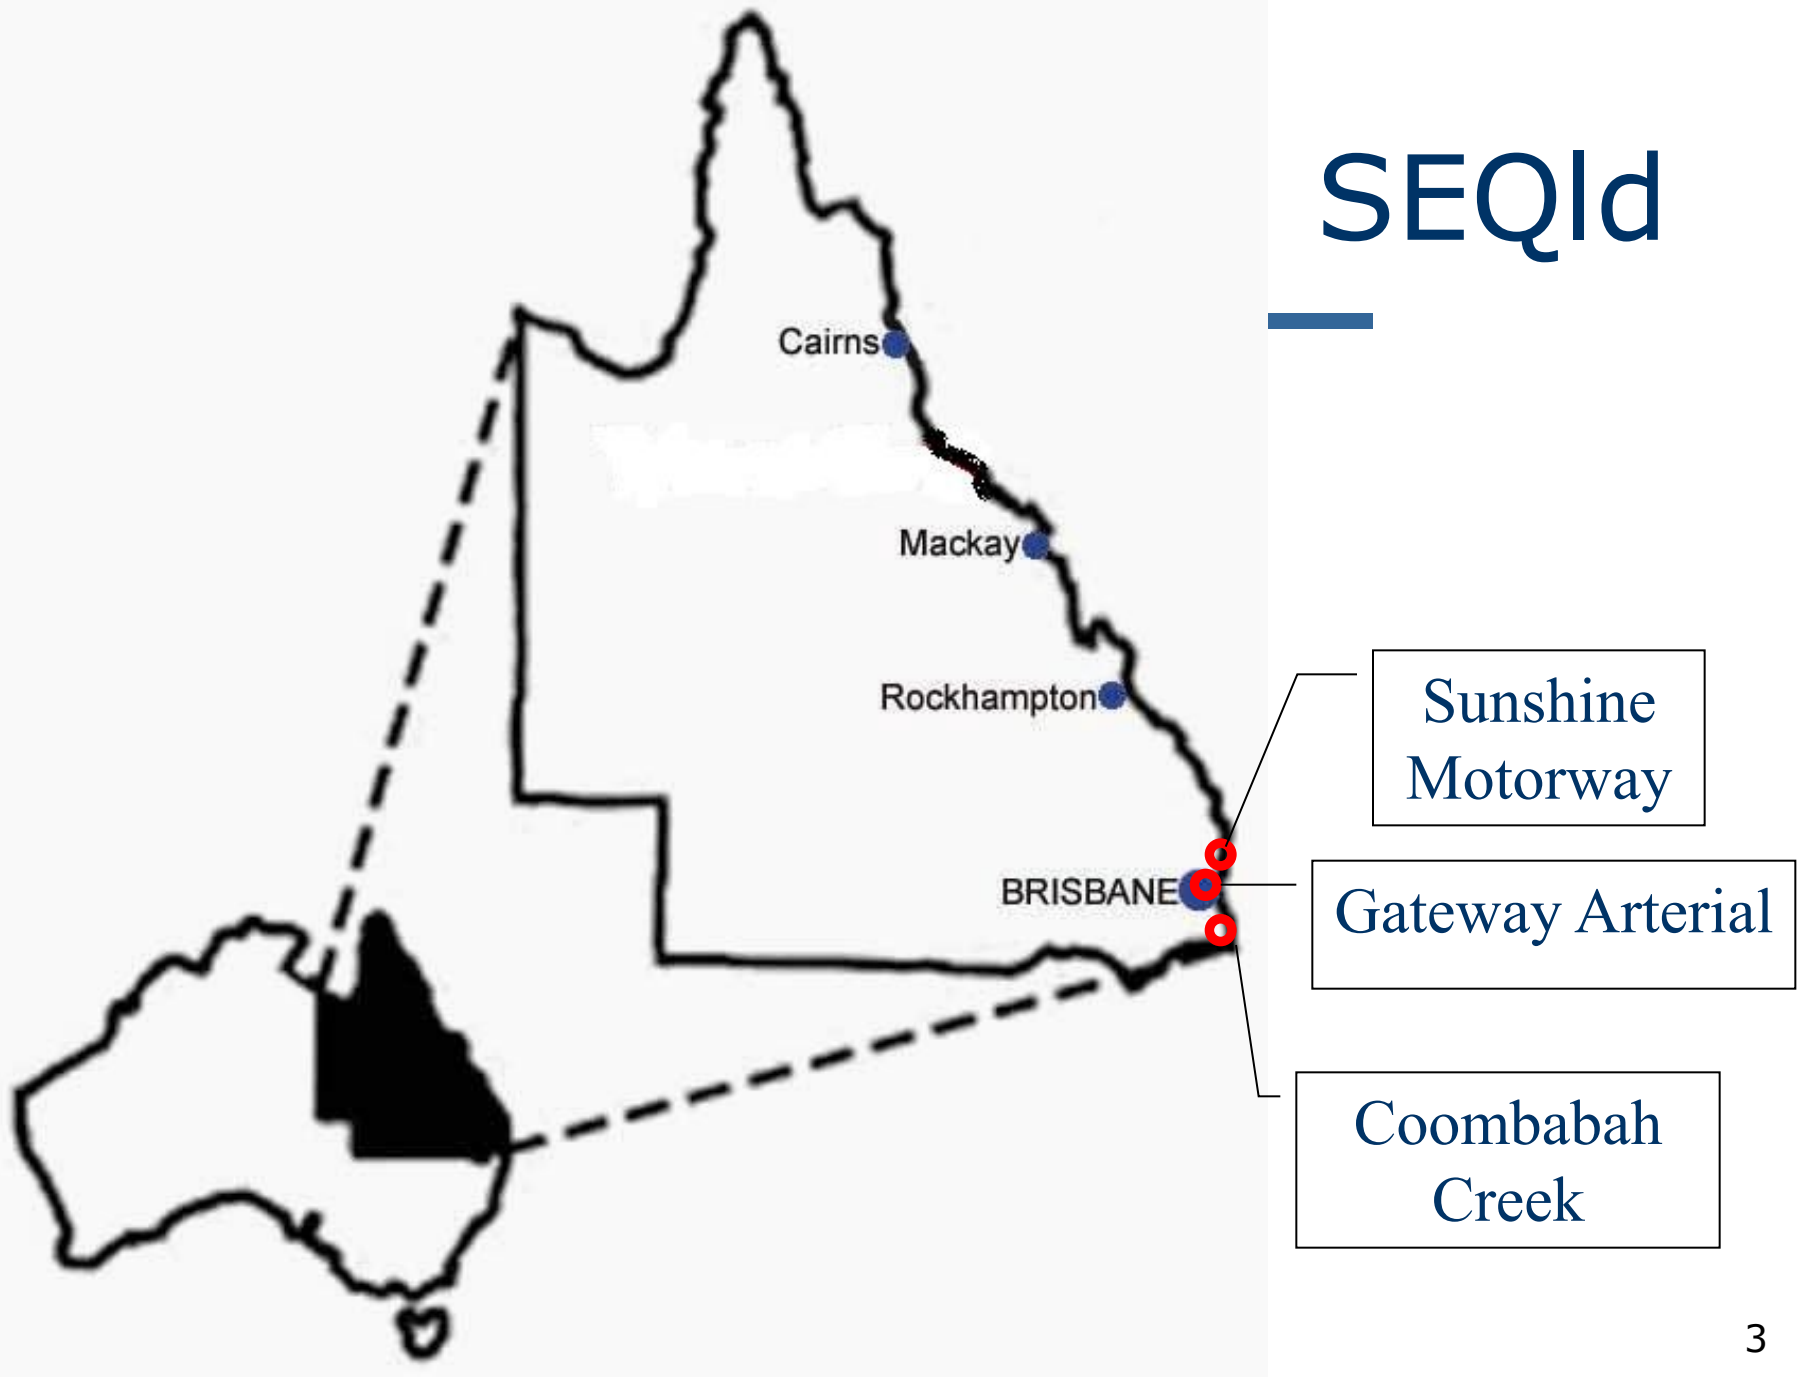 SEQld
Cairns
Mackay
Rockhampton
BRISBANE
Sunshine
Motorway
Gateway Arterial
Coombabah
Creek
3